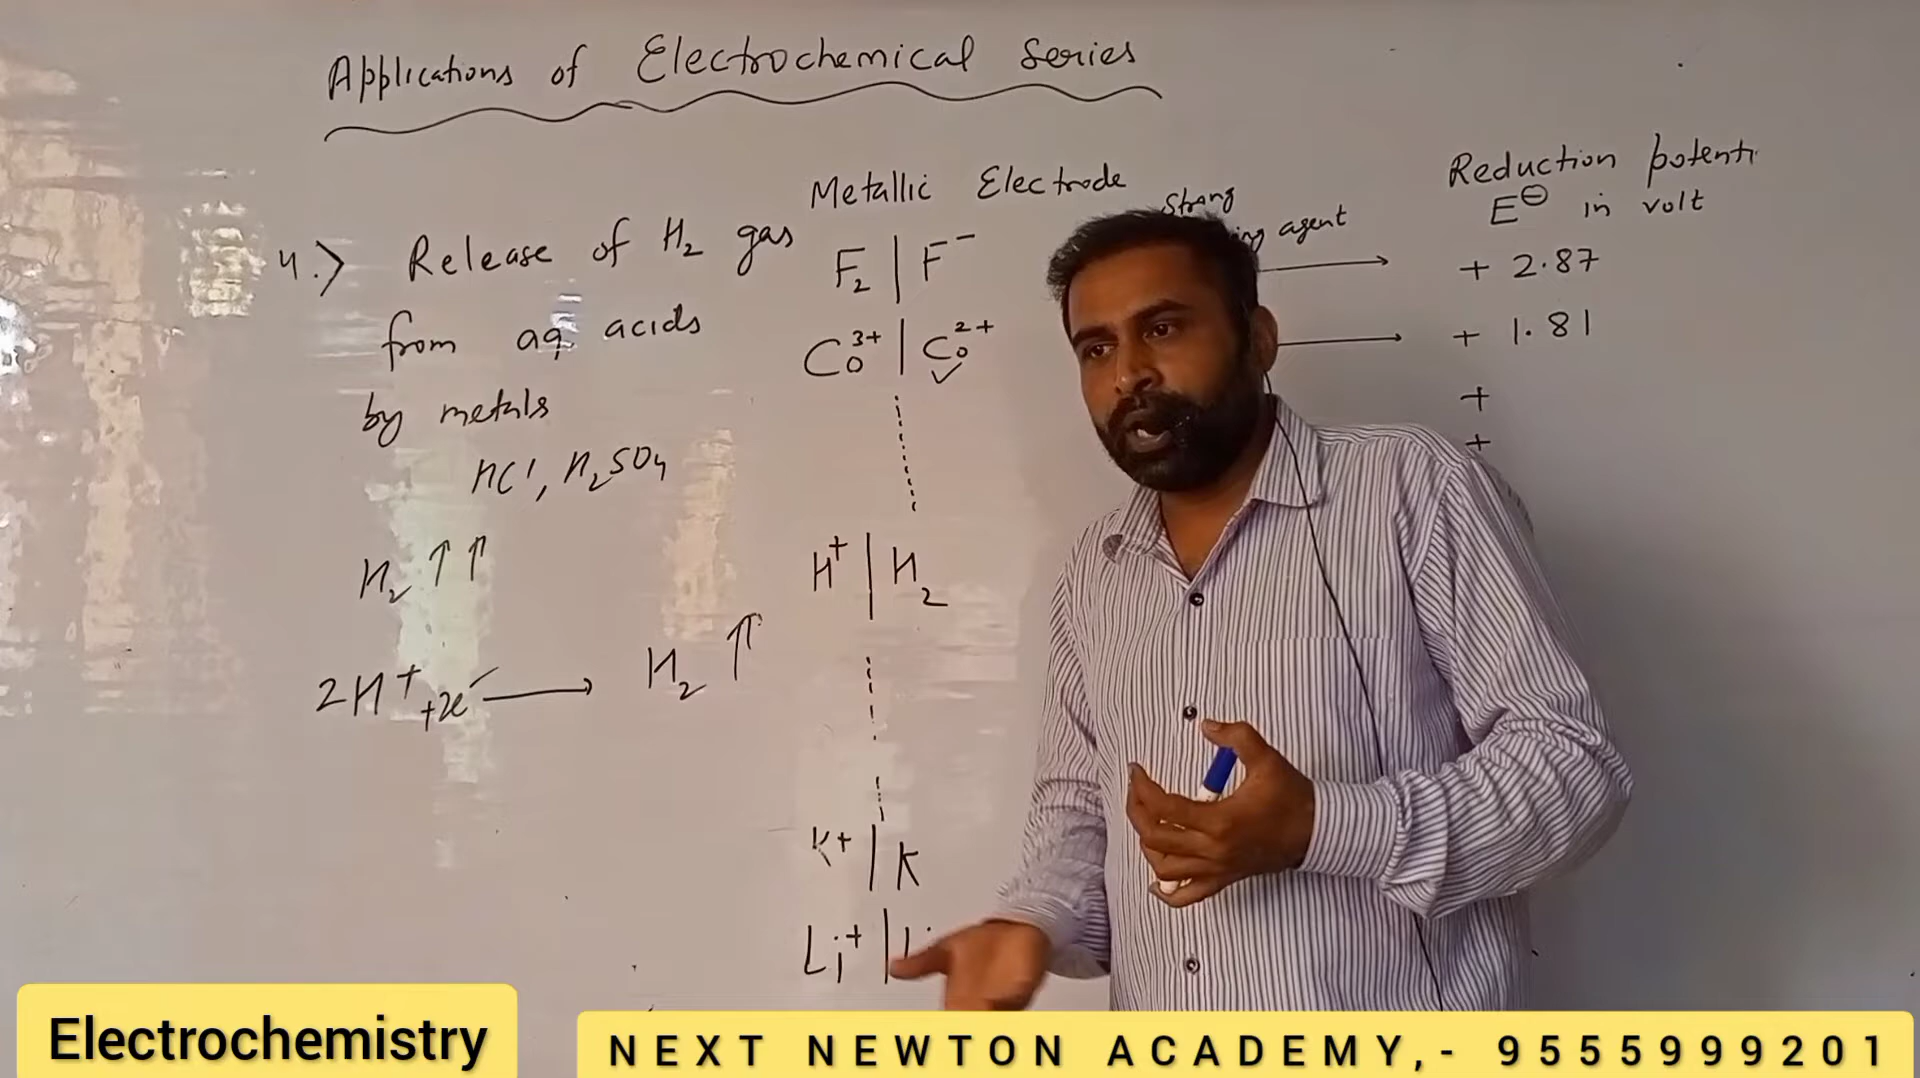 Applications of Electrochemical Series
4.) Release of H₂ gas
from aq. acids
by metals
HCl, H₂SO₄
H₂ ↑ ↑
2H⁺ +2e⁻ ⟶ H₂ ↑
Metallic Electrode
F₂ | F⁻
Co³⁺ | Co²⁺
H⁺ | H₂
K⁺ | K
Li⁺ |
Strong
agent
Reduction
E⊖ in volt
+ 2.87
+ 1.81
+
+
Electrochemistry
NEXT NEWTON ACADEMY,- 9555999201